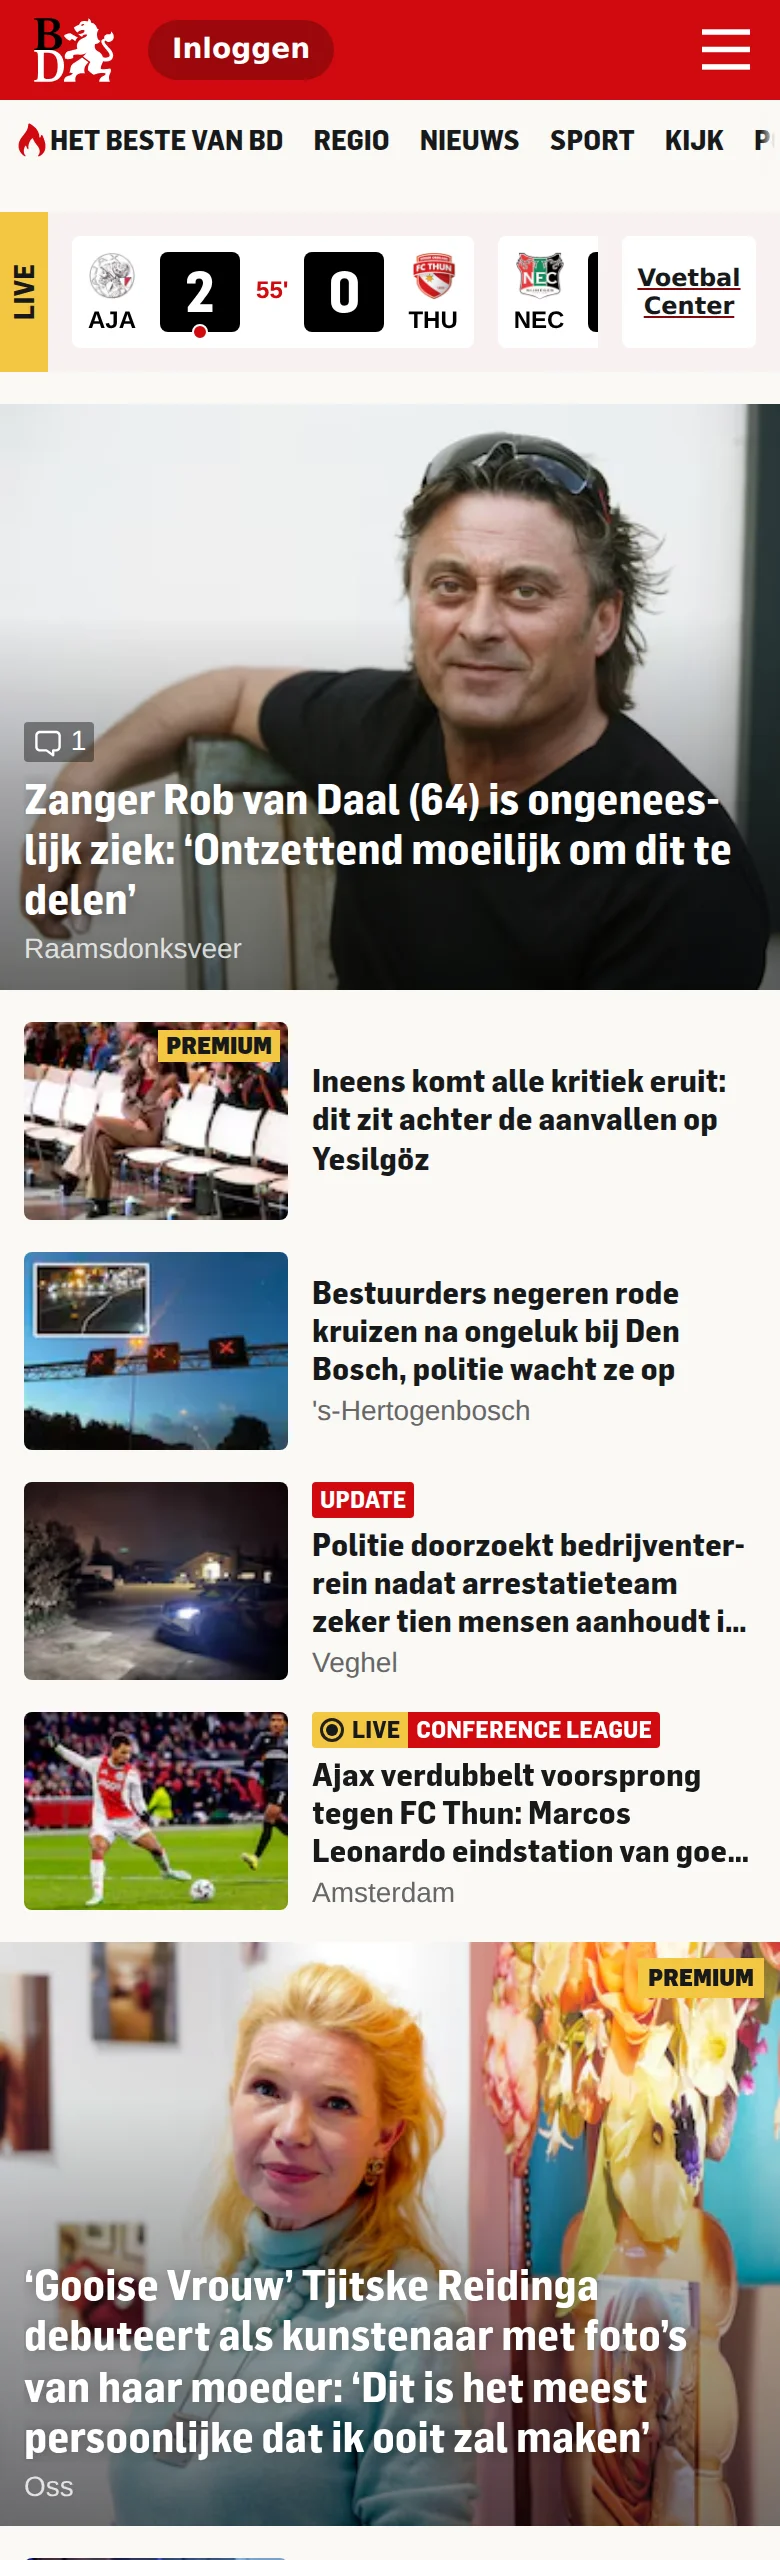 BD
Inloggen
HET BESTE VAN BD REGIO NIEUWS SPORT KIJK
LIVE
AJA 2 55' 0 THU
FC THUN
NEC
NEC
Voetbal
Center
1
Zanger Rob van Daal (64) is ongenees-
lijk ziek: ‘Ontzettend moeilijk om dit te
delen’
Raamsdonksveer
PREMIUM
Ineens komt alle kritiek eruit:
dit zit achter de aanvallen op
Yesilgöz
Bestuurders negeren rode
kruizen na ongeluk bij Den
Bosch, politie wacht ze op
's-Hertogenbosch
UPDATE
Politie doorzoekt bedrijventer-
rein nadat arrestatieteam
zeker tien mensen aanhoudt i...
Veghel
LIVE CONFERENCE LEAGUE
Ajax verdubbelt voorsprong
tegen FC Thun: Marcos
Leonardo eindstation van goe...
Amsterdam
PREMIUM
‘Gooise Vrouw’ Tjitske Reidinga
debuteert als kunstenaar met foto’s
van haar moeder: ‘Dit is het meest
persoonlijke dat ik ooit zal maken’
Oss